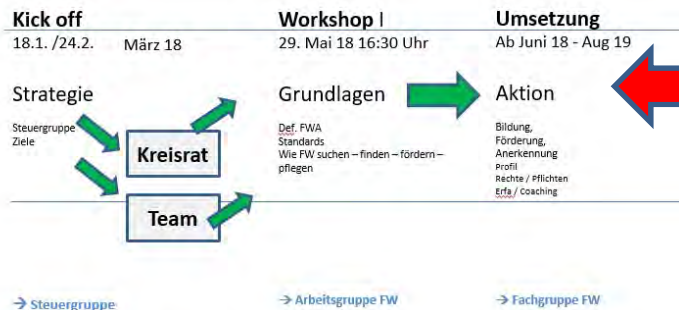 Kick off
18.1. /24.2.
März 18
Strategie
Steuergruppe
Ziele
Kreisrat
Team
→ Steuergruppe
Workshop I
29. Mai 18 16:30 Uhr
Grundlagen
Def. FWA
Standards
Wie FW suchen – finden – fördern –
pflegen
→ Arbeitsgruppe FW
Umsetzung
Ab Juni 18 - Aug 19
Aktion
Bildung,
Förderung,
Anerkennung
Profil
Rechte / Pflichten
Erfa / Coaching
→ Fachgruppe FW